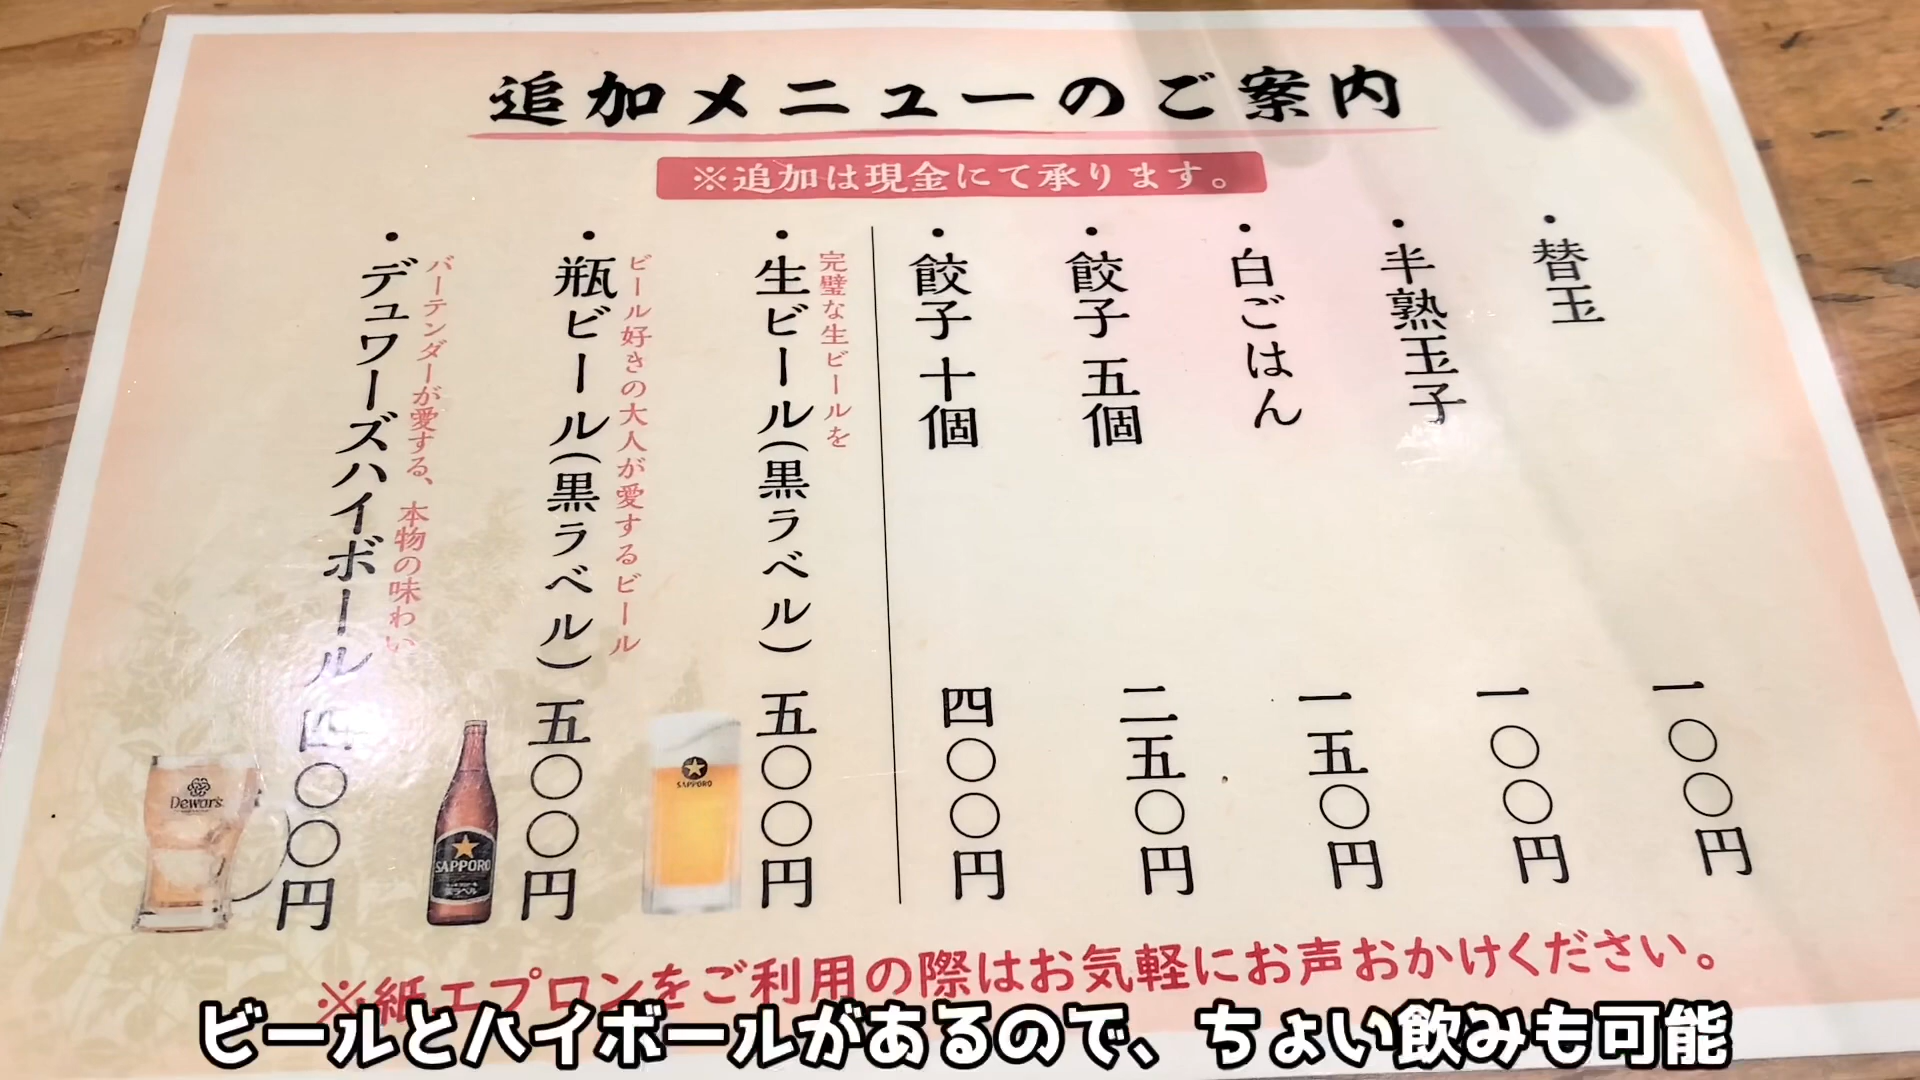 追加メニューのご案内
※追加は現金にて承ります。
・替玉 一〇〇円
・半熟玉子 一〇〇円
・白ごはん 一五〇円
・餃子 五個 二五〇円
・餃子 十個 四〇〇円
完璧な生ビールを
・生ビール(黒ラベル) 五〇〇円
SAPPORO
ビール好きの大人が愛するビール
・瓶ビール(黒ラベル) 五〇〇円
SAPPORO
黒ラベル
バーテンダーが愛する、本物の味わい
・デュワーズハイボール 四〇〇円
Dewar's
※紙エプロンをご利用の際はお気軽にお声おかけください。
ビールとハイボールがあるので、ちょい飲みも可能